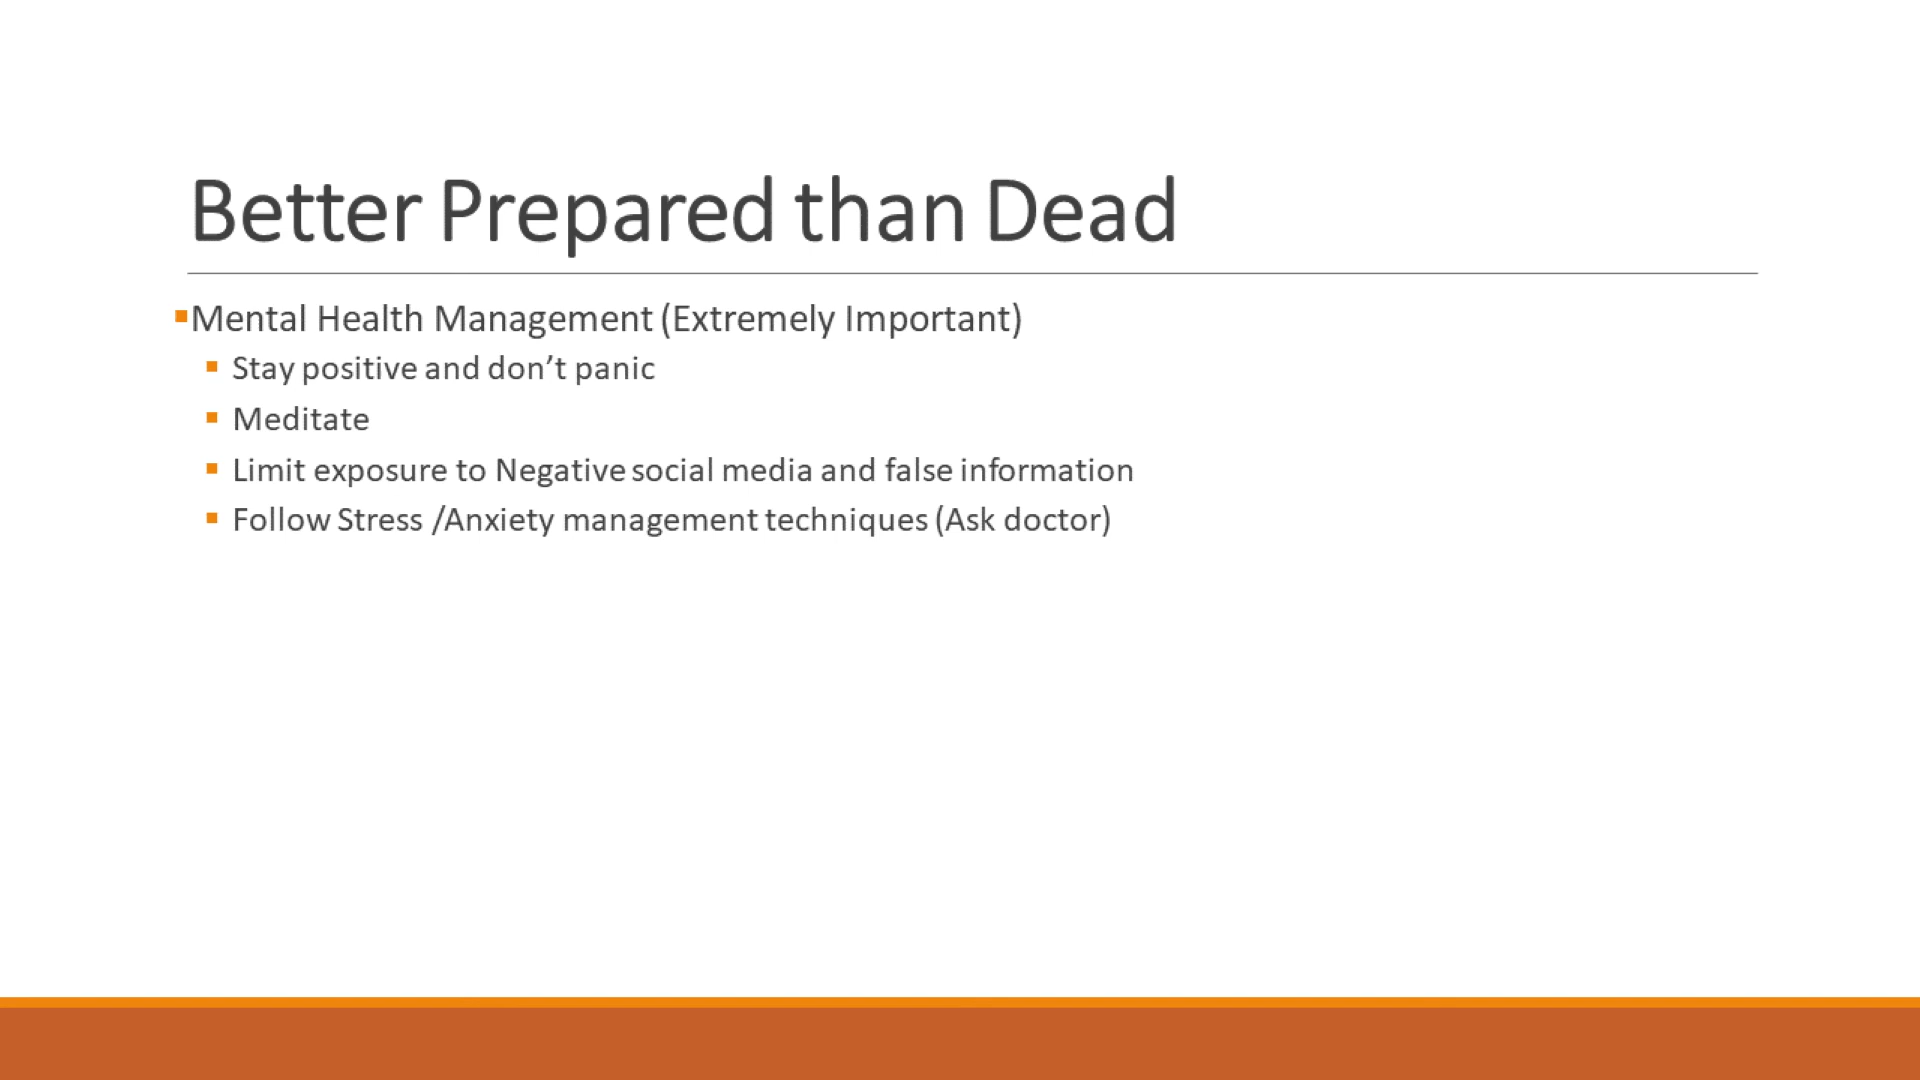 Better Prepared than Dead
Mental Health Management (Extremely Important)
Stay positive and don’t panic
Meditate
Limit exposure to Negative social media and false information
Follow Stress /Anxiety management techniques (Ask doctor)